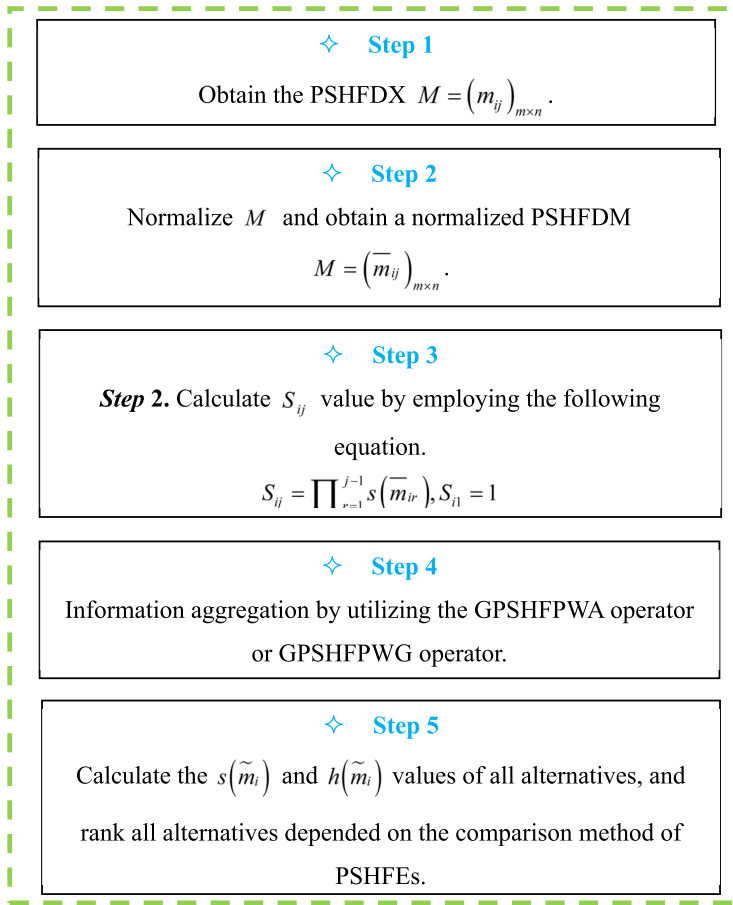 ✧ Step 1
Obtain the PSHFDX M = (m_ij)_m×n .
✧ Step 2
Normalize M and obtain a normalized PSHFDM
M = (m̅_ij)_m×n .
✧ Step 3
Step 2. Calculate S_ij value by employing the following
equation.
S_ij = ∏_{r=1}^{j−1} s(m̅_ir), S_i1 = 1
✧ Step 4
Information aggregation by utilizing the GPSHFPWA operator
or GPSHFPWG operator.
✧ Step 5
Calculate the s(m̃_i) and h(m̃_i) values of all alternatives, and
rank all alternatives depended on the comparison method of
PSHFEs.